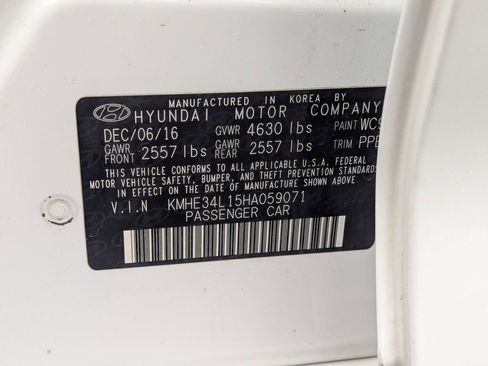 MANUFACTURED IN KOREA BY
HYUNDAI MOTOR COMPANY
DEC/06/16 GVWR 4630 lbs PAINT WCS
GAWR FRONT 2557 lbs GAWR REAR 2557 lbs TRIM PPB
THIS VEHICLE CONFORMS TO ALL APPLICABLE U.S.A. FEDERAL
MOTOR VEHICLE SAFETY, BUMPER, AND THEFT PREVENTION
STANDARDS IN EFFECT ON THE DATE OF MANUFACTURE SHOWN ABOVE.
V.I.N. KMHE34L15HA059071
PASSENGER CAR